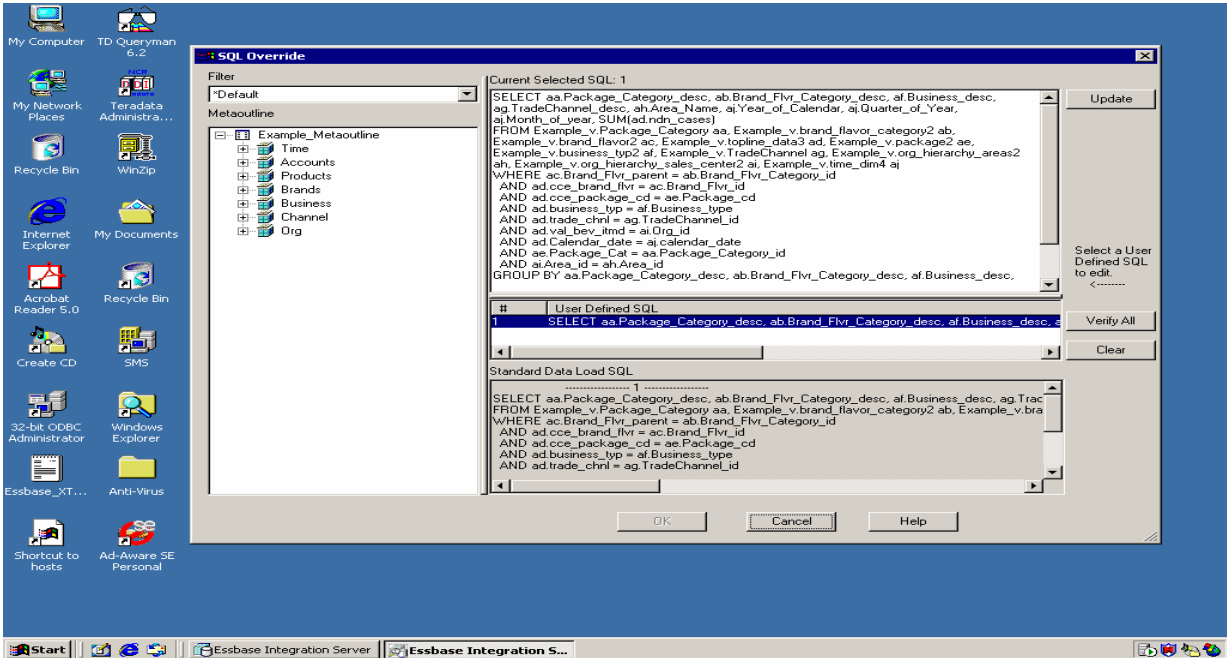 My Computer
TD Queryman
6.2
My Network
Places
NCR
Teradata
Administra...
Recycle Bin
WinZip
Internet
Explorer
My Documents
Acrobat
Reader 5.0
Recycle Bin
Create CD
SMS
32-bit ODBC
Administrator
Windows
Explorer
Essbase_XT...
Anti-Virus
Shortcut to
hosts
Ad-Aware SE
Personal
SQL Override
Filter
*Default
Metaoutline
Example_Metaoutline
Time
Accounts
Products
Brands
Business
Channel
Org
Current Selected SQL: 1
SELECT aa.Package_Category_desc, ab.Brand_Flvr_Category_desc, af.Business_desc,
ag.TradeChannel_desc, ah.Area_Name, aj.Year_of_Calendar, aj.Quarter_of_Year,
aj.Month_of_year, SUM(ad.ndn_cases)
FROM Example_v.Package_Category aa, Example_v.brand_flavor_category2 ab,
Example_v.brand_flavor2 ac, Example_v.topline_data3 ad, Example_v.package2 ae,
Example_v.business_typ2 af, Example_v.TradeChannel ag, Example_v.org_hierarchy_areas2
ah, Example_v.org_hierarchy_sales_center2 ai, Example_v.time_dim4 aj
WHERE ac.Brand_Flvr_parent = ab.Brand_Flvr_Category_id
AND ad.cce_brand_flvr = ac.Brand_Flvr_id
AND ad.cce_package_cd = ae.Package_cd
AND ad.business_typ = af.Business_type
AND ad.trade_chnl = ag.TradeChannel_id
AND ad.val_bev_itmd = ai.Org_id
AND ad.Calendar_date = aj.calendar_date
AND ae.Package_Cat = aa.Package_Category_id
AND ai.Area_id = ah.Area_id
GROUP BY aa.Package_Category_desc, ab.Brand_Flvr_Category_desc, af.Business_desc,
Update
Select a User
Defined SQL
to edit.
<--------
# User Defined SQL
1 SELECT aa.Package_Category_desc, ab.Brand_Flvr_Category_desc, af.Business_desc, a
Verify All
Clear
Standard Data Load SQL
------------------ 1 ------------------
SELECT aa.Package_Category_desc, ab.Brand_Flvr_Category_desc, af.Business_desc, ag.Trac
FROM Example_v.Package_Category aa, Example_v.brand_flavor_category2 ab, Example_v.bra
WHERE ac.Brand_Flvr_parent = ab.Brand_Flvr_Category_id
AND ad.cce_brand_flvr = ac.Brand_Flvr_id
AND ad.cce_package_cd = ae.Package_cd
AND ad.business_typ = af.Business_type
AND ad.trade_chnl = ag.TradeChannel_id
OK
Cancel
Help
Start
Essbase Integration Server
Essbase Integration S...